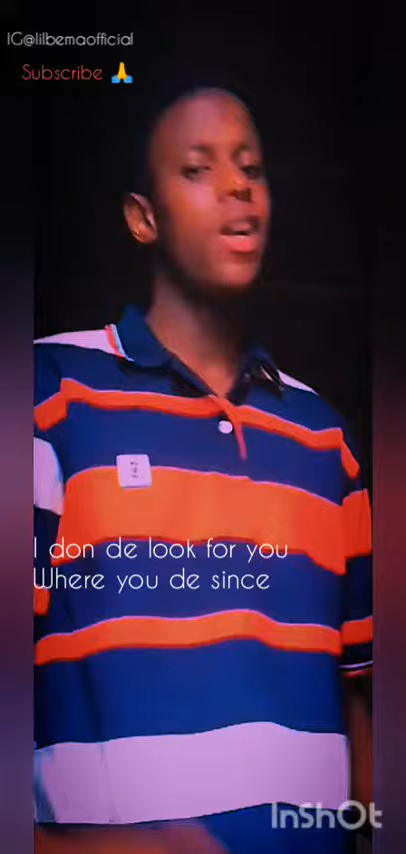 IG@lilbemaofficial
Subscribe 🙏
I don de look for you
Where you de since
InShOt